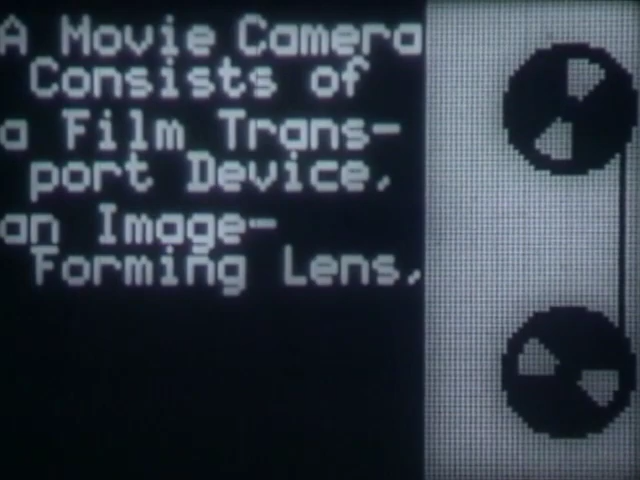 A Movie Camera
Consists of
a Film Trans-
port Device,
an Image-
Forming Lens,